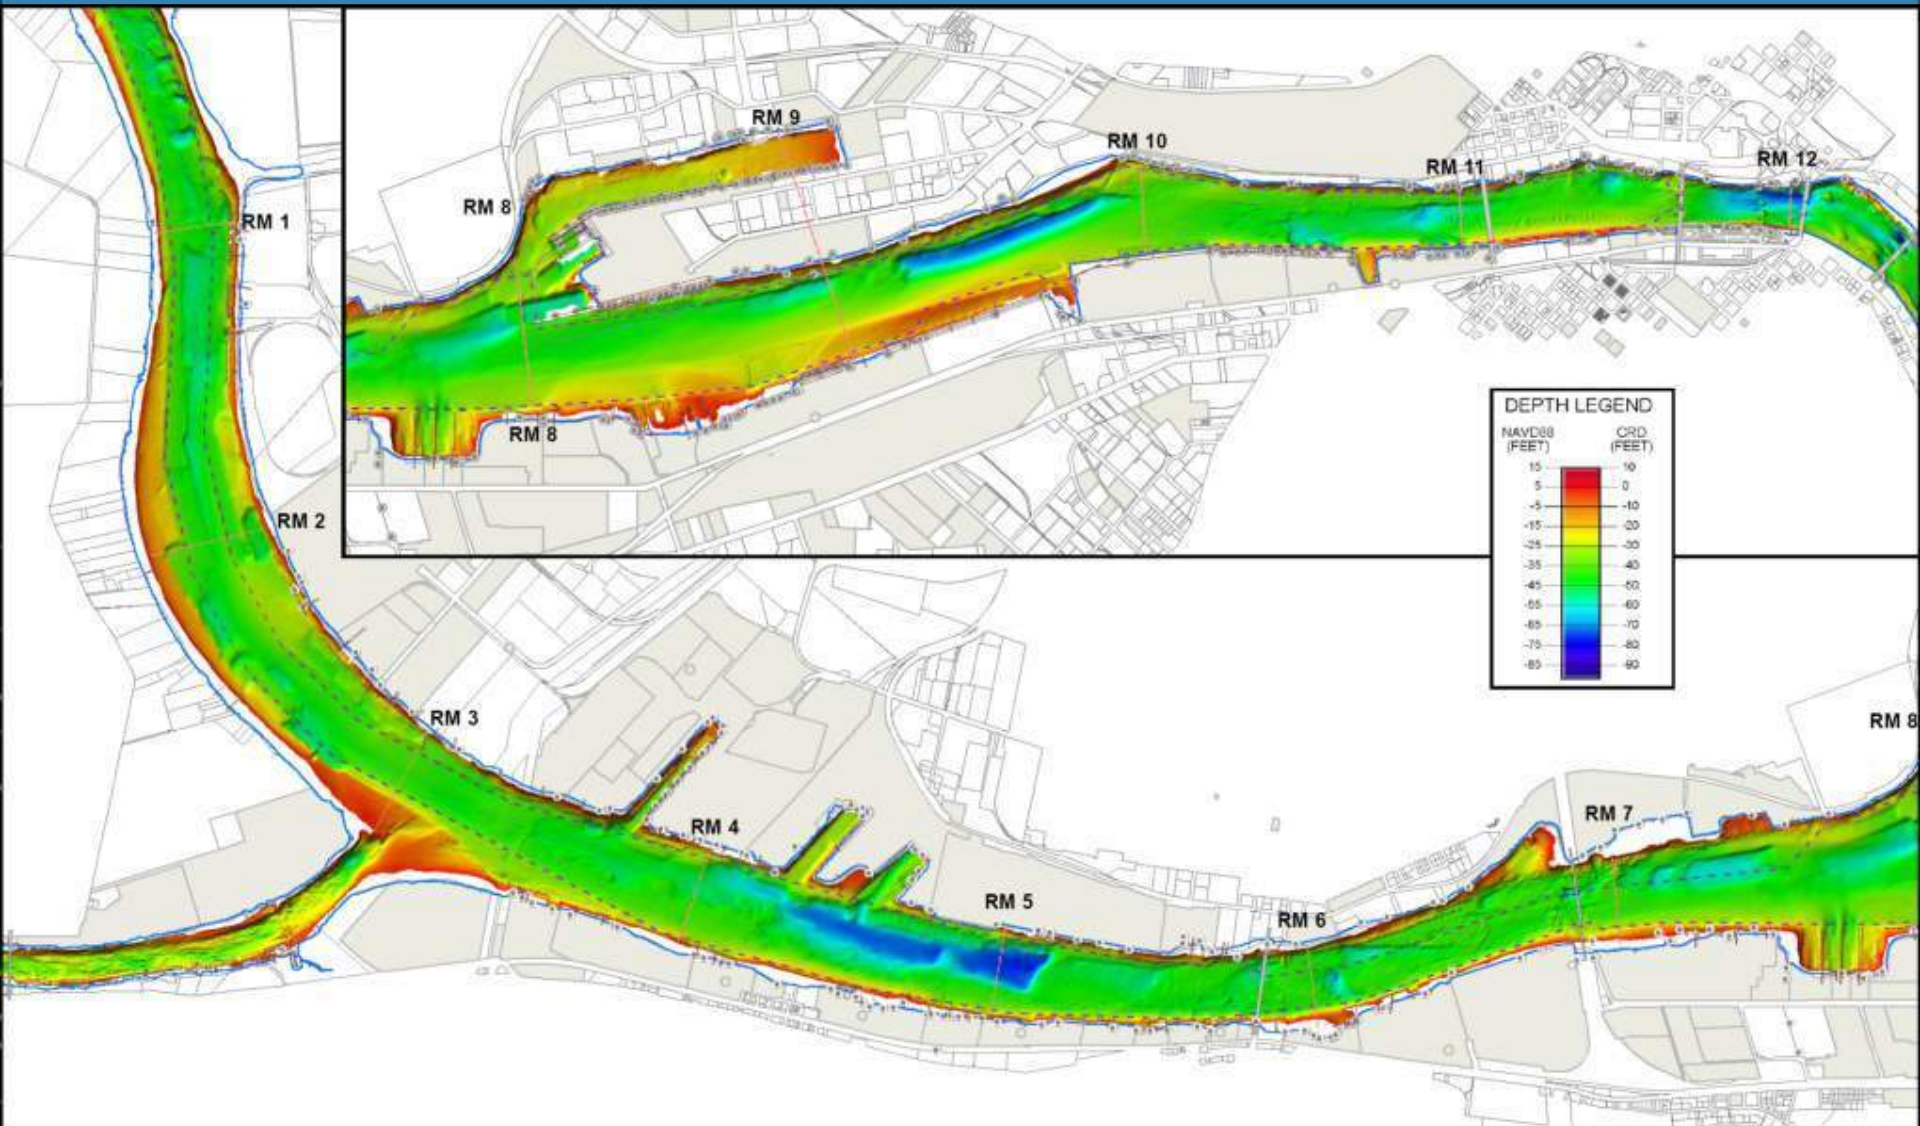 RM 9
RM 10
RM 11
RM 12
RM 8
RM 1
RM 8
RM 2
DEPTH LEGEND
NAVD88 CRD
(FEET) (FEET)
15 10
5 0
-5 -10
-15 -20
-25 -30
-35 -40
-45 -50
-55 -60
-65 -70
-75 -80
-85 -90
RM 3
RM 8
RM 4
RM 7
RM 5
RM 6